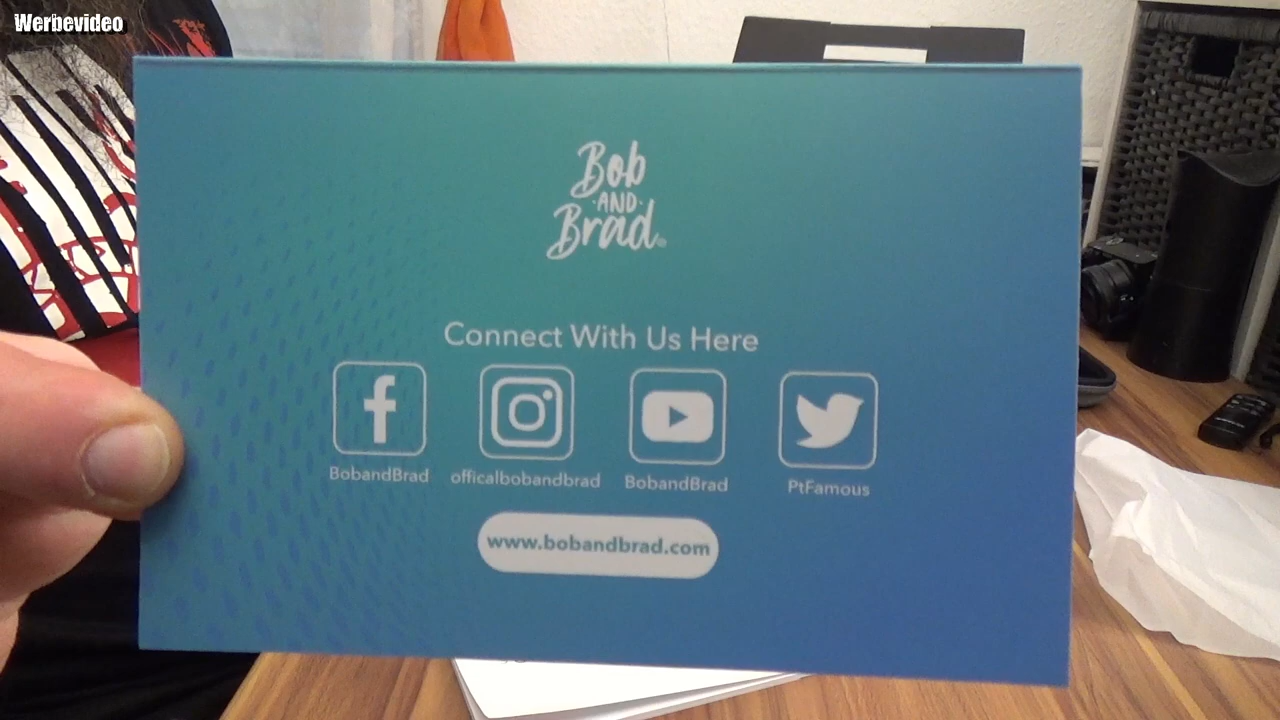 Werbevideo
Bob
AND
Brad®
Connect With Us Here
BobandBrad officalbobandbrad BobandBrad PtFamous
www.bobandbrad.com